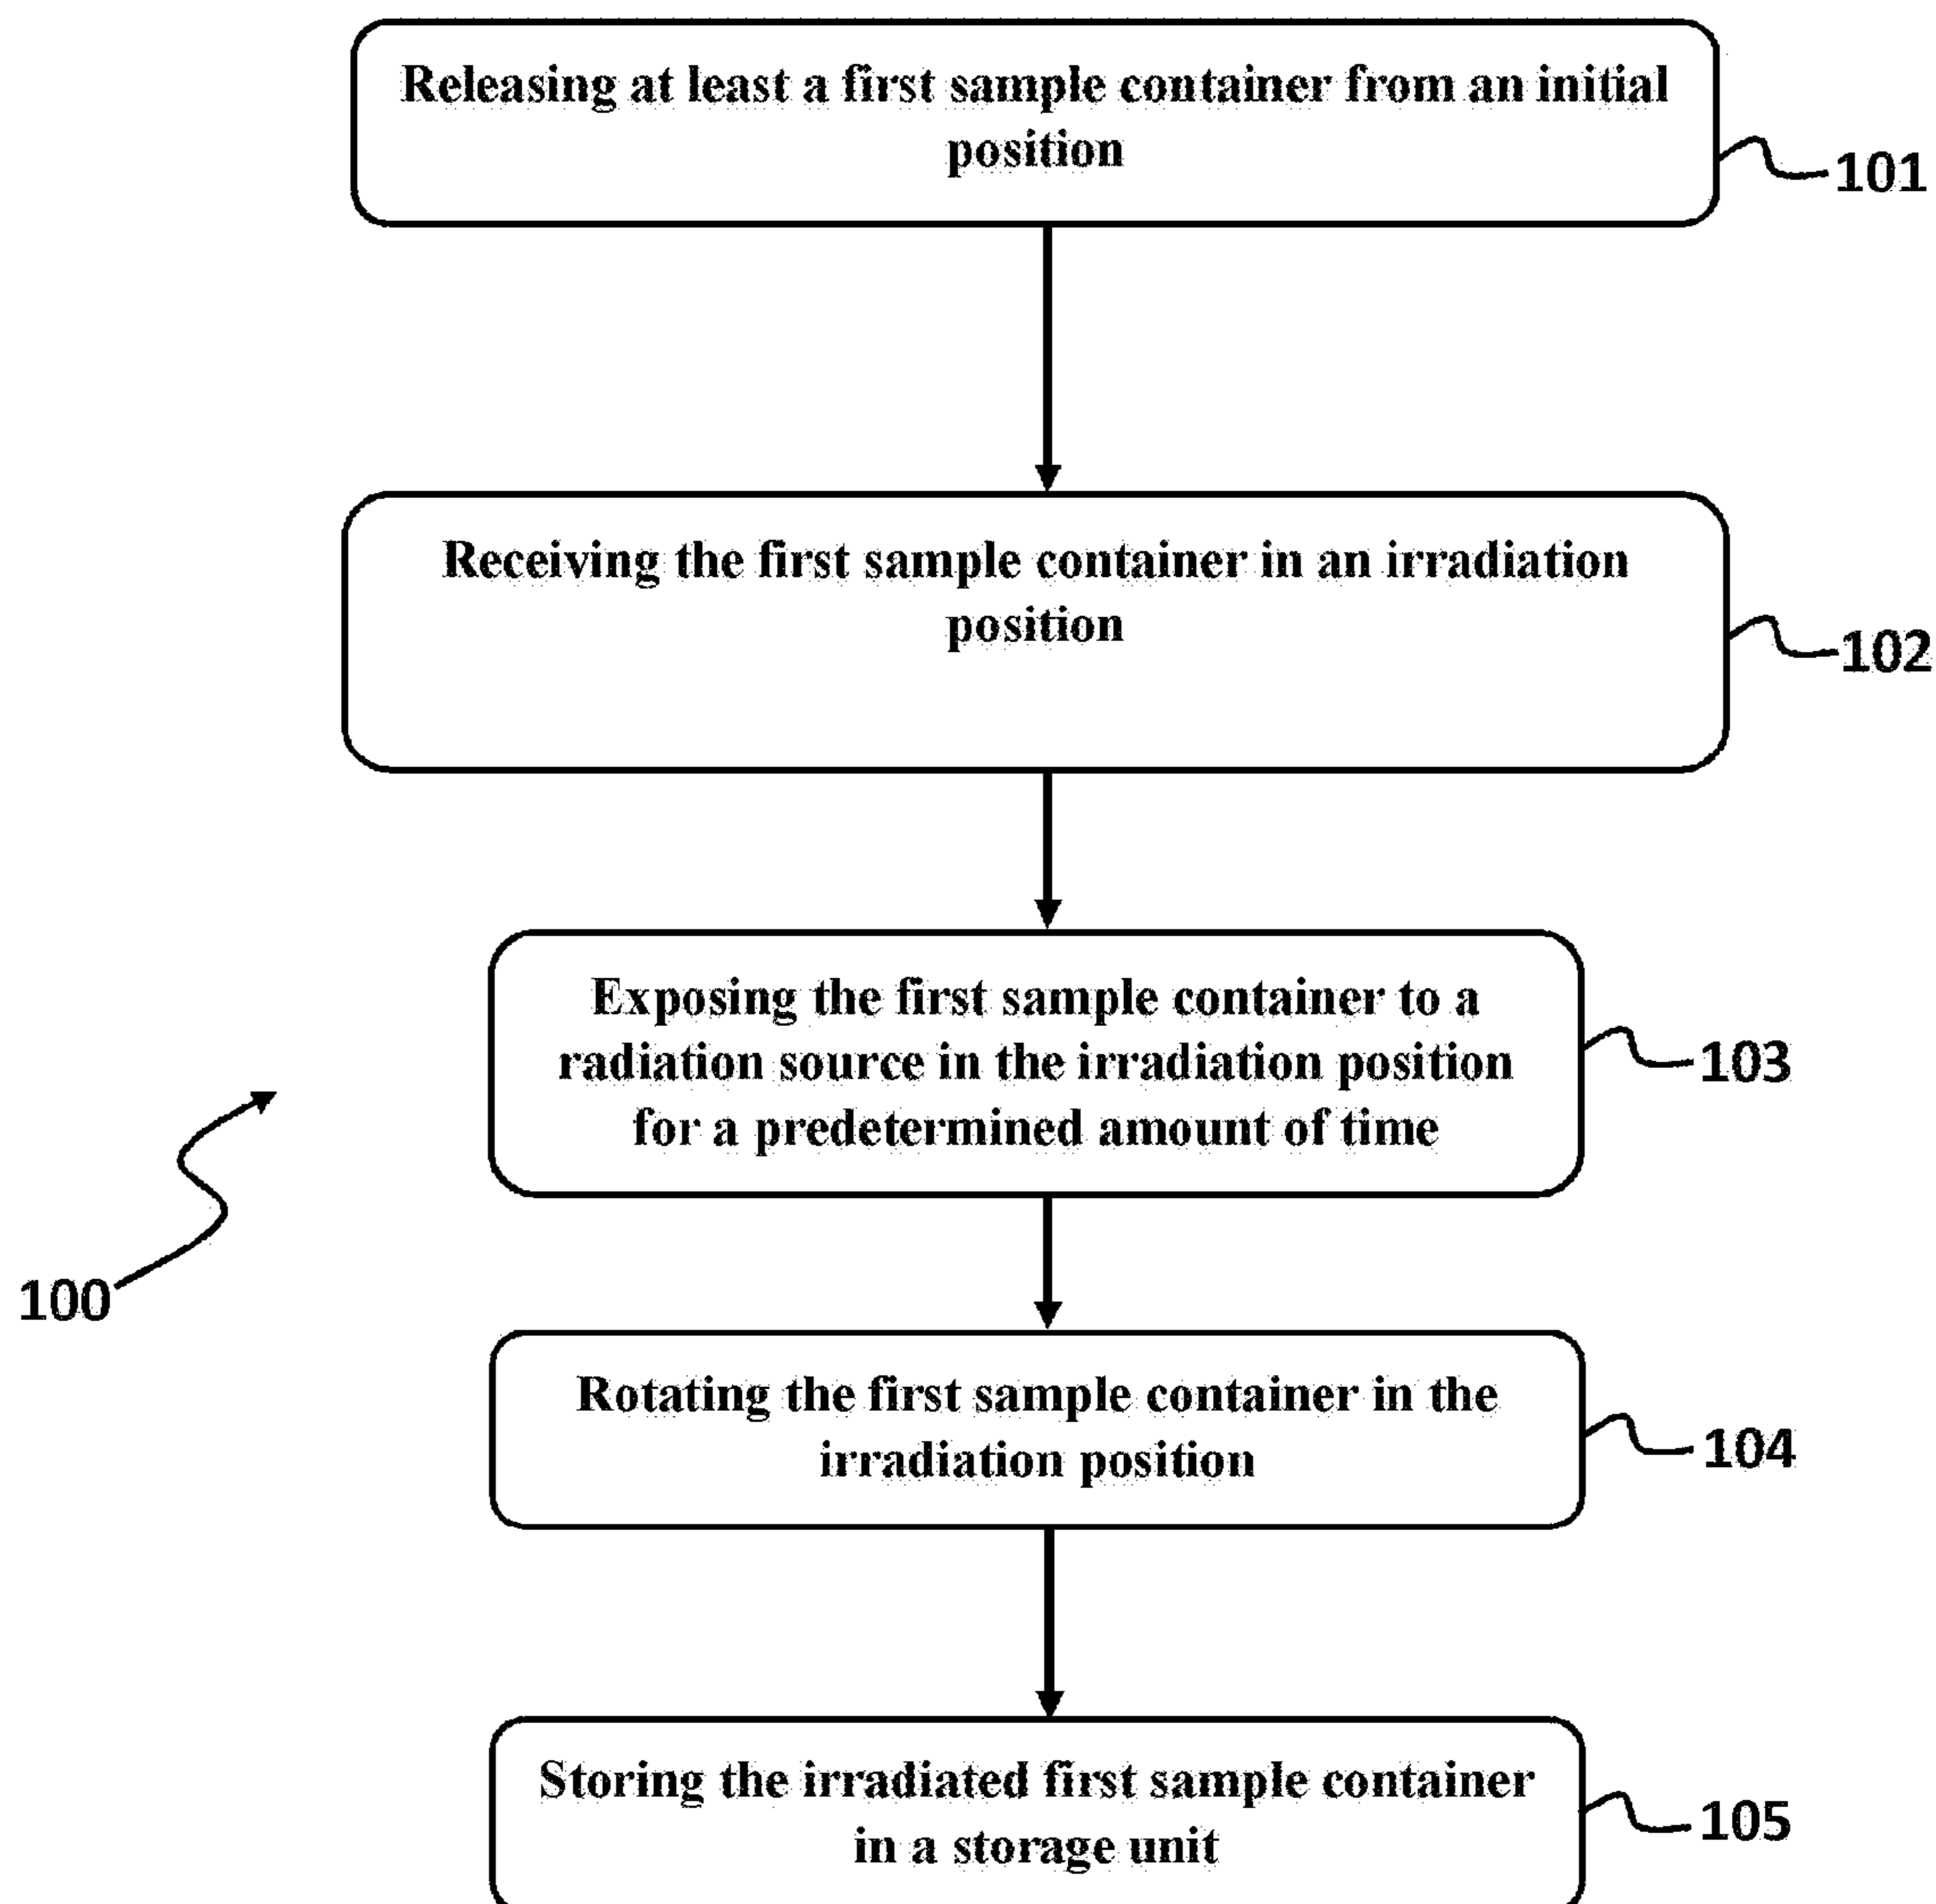 Releasing at least a first sample container from an initial
position
101
Receiving the first sample container in an irradiation
position
102
Exposing the first sample container to a
radiation source in the irradiation position
for a predetermined amount of time
103
100
Rotating the first sample container in the
irradiation position
104
Storing the irradiated first sample container
in a storage unit
105